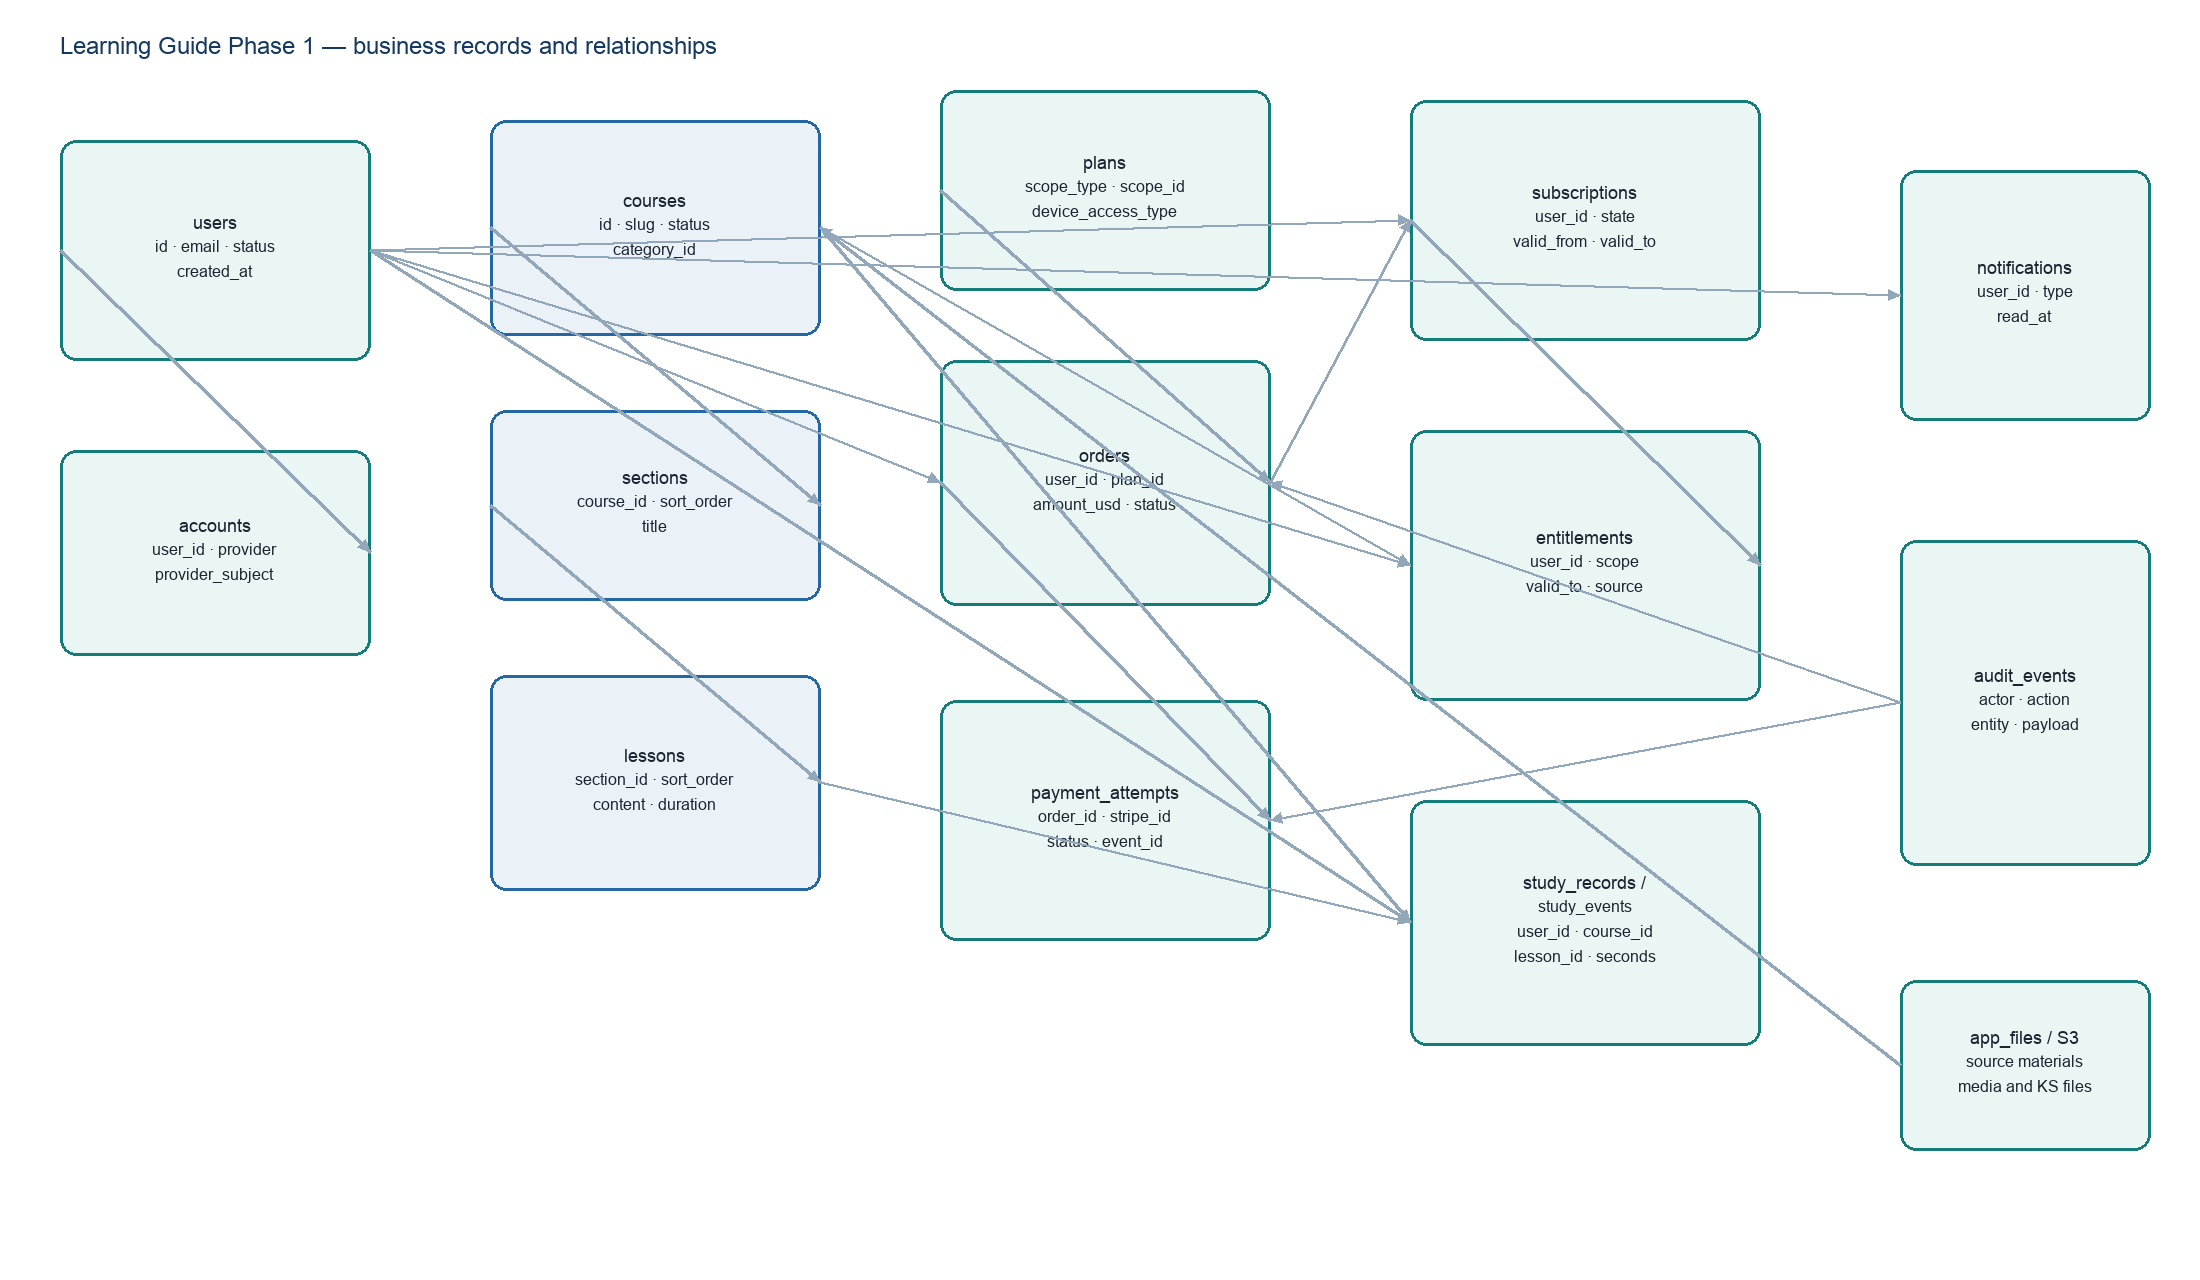 Learning Guide Phase 1 — business records and relationships
users
id · email · status
created_at
accounts
user_id · provider
provider_subject
courses
id · slug · status
category_id
sections
course_id · sort_order
title
lessons
section_id · sort_order
content · duration
plans
scope_type · scope_id
device_access_type
orders
user_id · plan_id
amount_usd · status
payment_attempts
order_id · stripe_id
status · event_id
subscriptions
user_id · state
valid_from · valid_to
entitlements
user_id · scope
valid_to · source
study_records /
study_events
user_id · course_id
lesson_id · seconds
notifications
user_id · type
read_at
audit_events
actor · action
entity · payload
app_files / S3
source materials
media and KS files